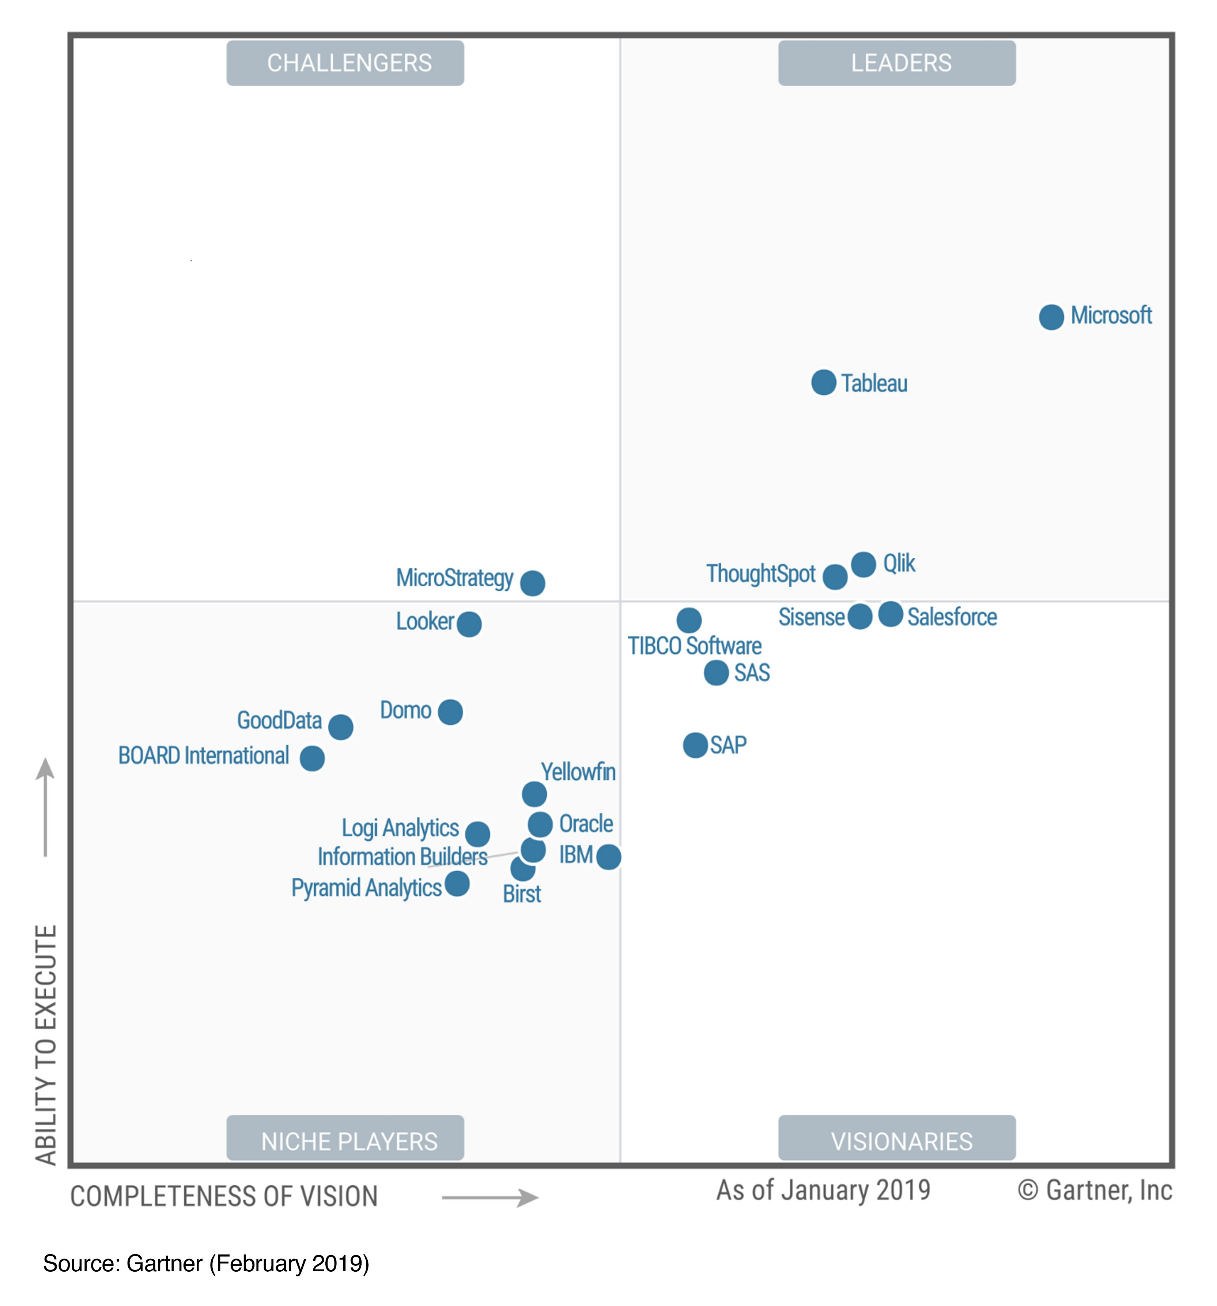 CHALLENGERS
LEADERS
Microsoft
Tableau
Qlik
ThoughtSpot
MicroStrategy
Looker
Sisense
Salesforce
TIBCO Software
SAS
Domo
GoodData
SAP
BOARD International
Yellowfin
Oracle
Logi Analytics
Information Builders
IBM
Pyramid Analytics
Birst
ABILITY TO EXECUTE
NICHE PLAYERS
VISIONARIES
COMPLETENESS OF VISION
As of January 2019
© Gartner, Inc
Source: Gartner (February 2019)